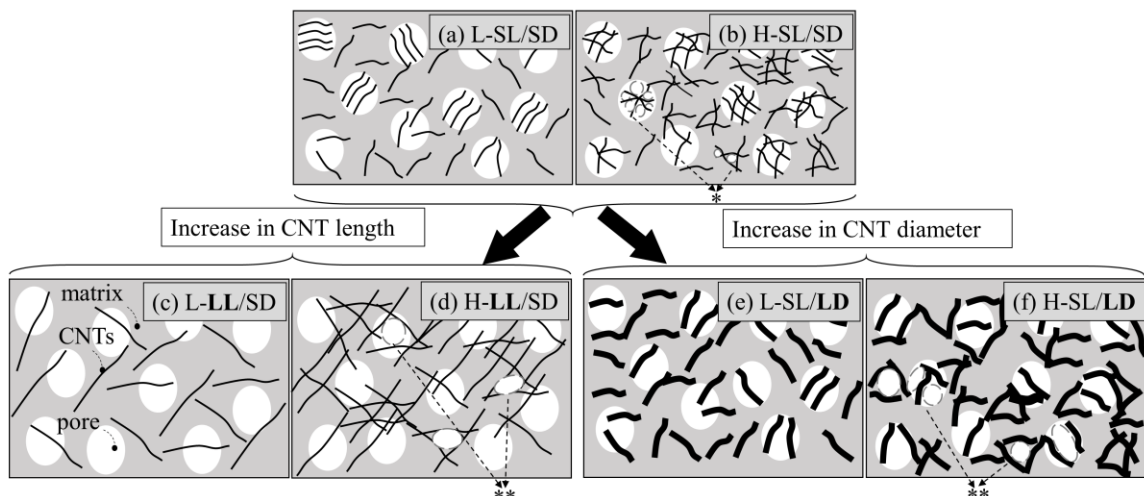 (a) L-SL/SD
(b) H-SL/SD
*
Increase in CNT length
Increase in CNT diameter
matrix
CNTs
pore
(c) L-LL/SD
(d) H-LL/SD
(e) L-SL/LD
(f) H-SL/LD
**
**